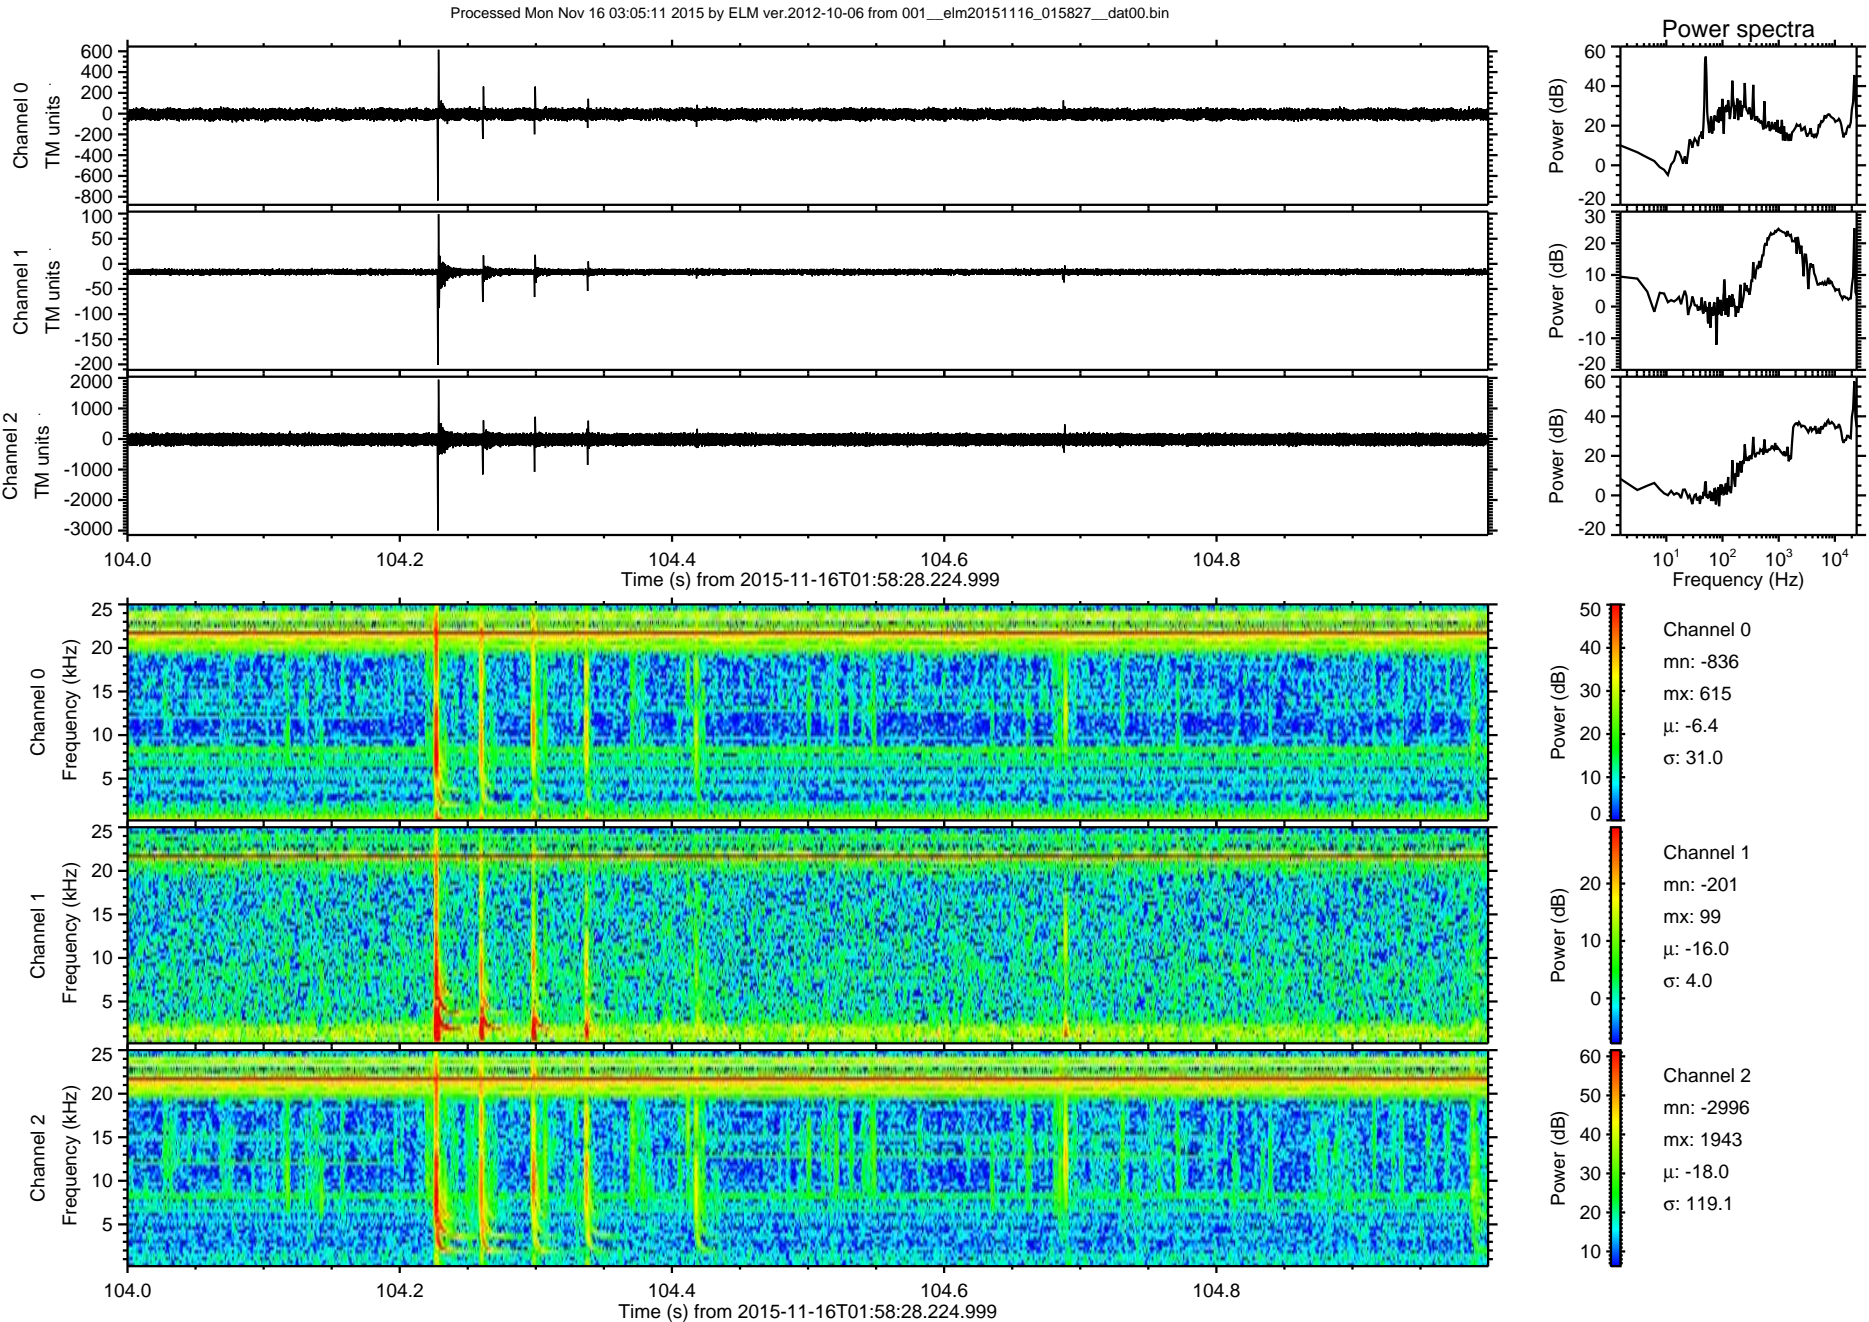 Processed Mon Nov 16 03:05:11 2015 by ELM ver.2012-10-06 from 001__elm20151116_015827__dat00.bin
Power spectra
Channel 0
TM units
600
400
200
0
-200
-400
-600
-800
Power (dB)
60
40
20
0
-20
Channel 1
TM units
100
50
0
-50
-100
-150
-200
Power (dB)
30
20
10
0
-10
-20
Channel 2
TM units
2000
1000
0
-1000
-2000
-3000
Power (dB)
60
40
20
0
-20
104.0 104.2 104.4 104.6 104.8
Time (s) from 2015-11-16T01:58:28.224.999
10^1 10^2 10^3 10^4
Frequency (Hz)
Channel 0
Frequency (kHz)
25
20
15
10
5
Power (dB)
50
40
30
20
10
0
Channel 0
mn: -836
mx: 615
μ: -6.4
σ: 31.0
Channel 1
Frequency (kHz)
25
20
15
10
5
Power (dB)
20
10
0
Channel 1
mn: -201
mx: 99
μ: -16.0
σ: 4.0
Channel 2
Frequency (kHz)
25
20
15
10
5
Power (dB)
60
50
40
30
20
10
Channel 2
mn: -2996
mx: 1943
μ: -18.0
σ: 119.1
104.0 104.2 104.4 104.6 104.8
Time (s) from 2015-11-16T01:58:28.224.999